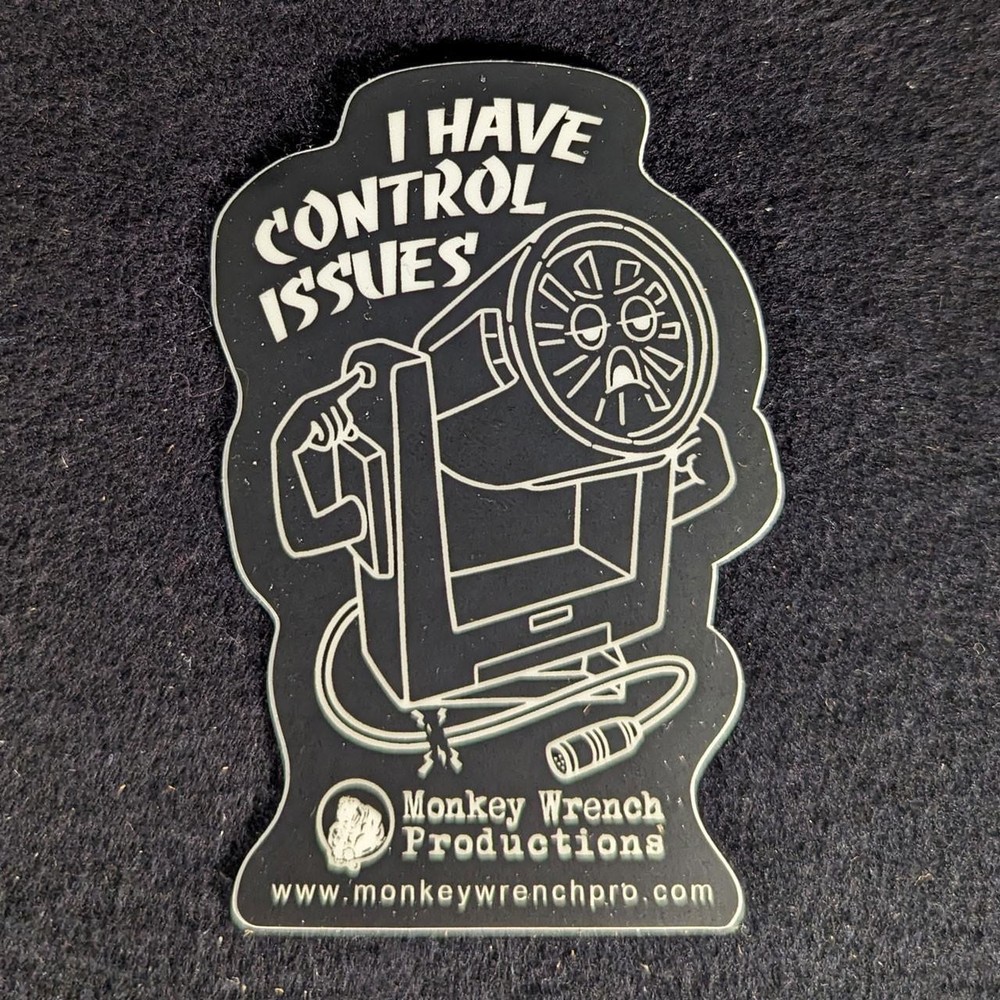 I HAVE
CONTROL
ISSUES
Monkey Wrench
Productions
www.monkeywrenchpro.com